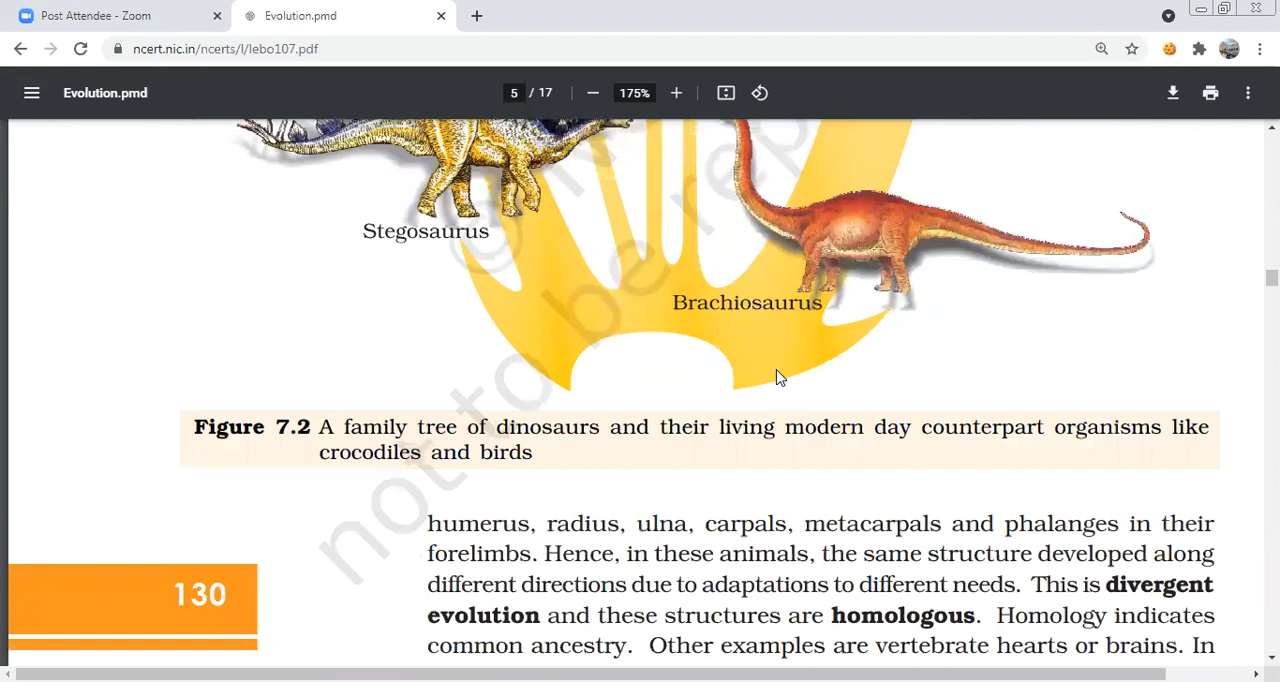 Post Attendee - Zoom
Evolution.pmd
ncert.nic.in/ncerts/l/lebo107.pdf
Evolution.pmd
5 / 17
175%
Stegosaurus
Brachiosaurus
not to be rep
Figure 7.2 A family tree of dinosaurs and their living modern day counterpart organisms like
crocodiles and birds
humerus, radius, ulna, carpals, metacarpals and phalanges in their
forelimbs. Hence, in these animals, the same structure developed along
130
different directions due to adaptations to different needs. This is divergent
evolution and these structures are homologous. Homology indicates
common ancestry. Other examples are vertebrate hearts or brains. In